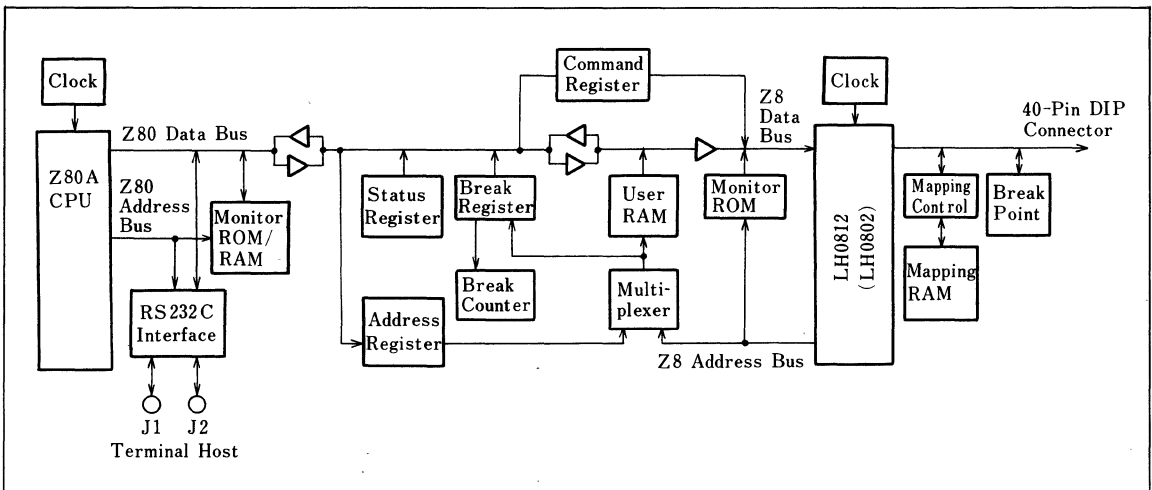 Clock
Z80A
CPU
Z80 Data Bus
Z80
Address
Bus
Monitor
ROM/
RAM
RS232C
Interface
J1
J2
Terminal Host
Command
Register
Status
Register
Break
Register
Break
Counter
Address
Register
User
RAM
Multi-
plexer
Monitor
ROM
Z8
Data
Bus
Z8 Address Bus
Clock
LH0812
(LH0802)
40-Pin DIP
Connector
Mapping
Control
Mapping
RAM
Break
Point